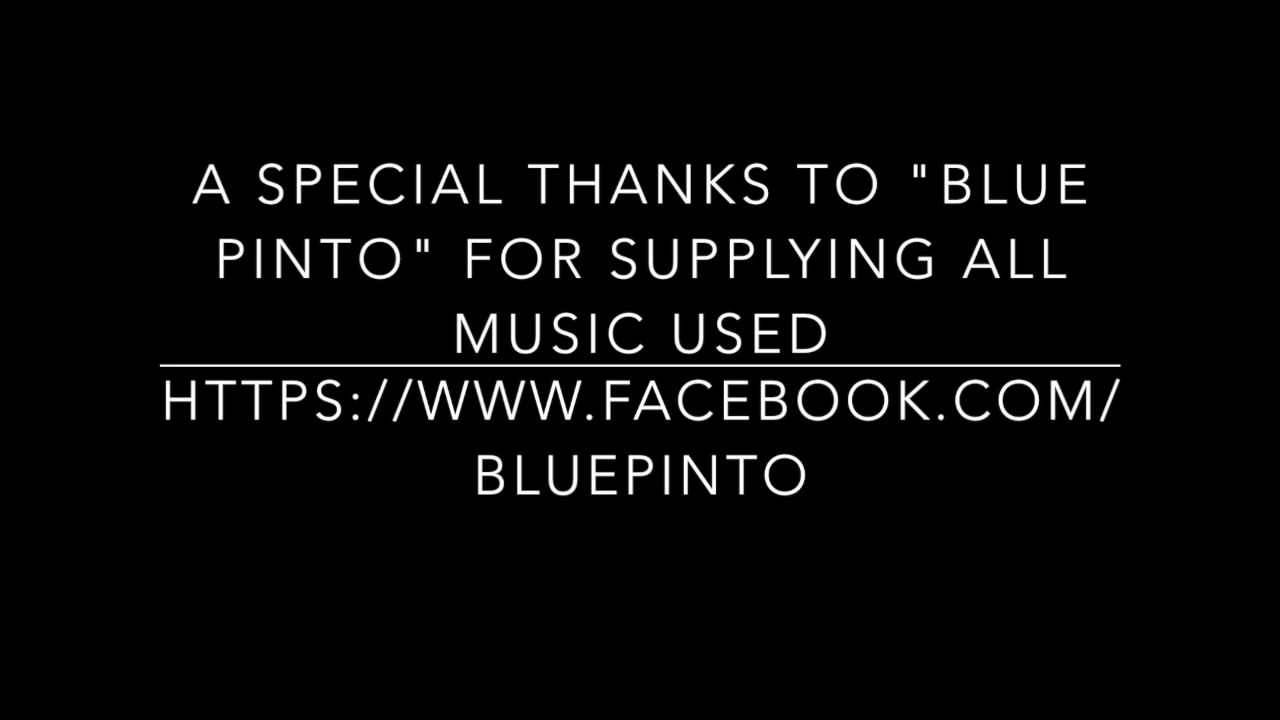 A SPECIAL THANKS TO "BLUE
PINTO" FOR SUPPLYING ALL
MUSIC USED
HTTPS://WWW.FACEBOOK.COM/
BLUEPINTO